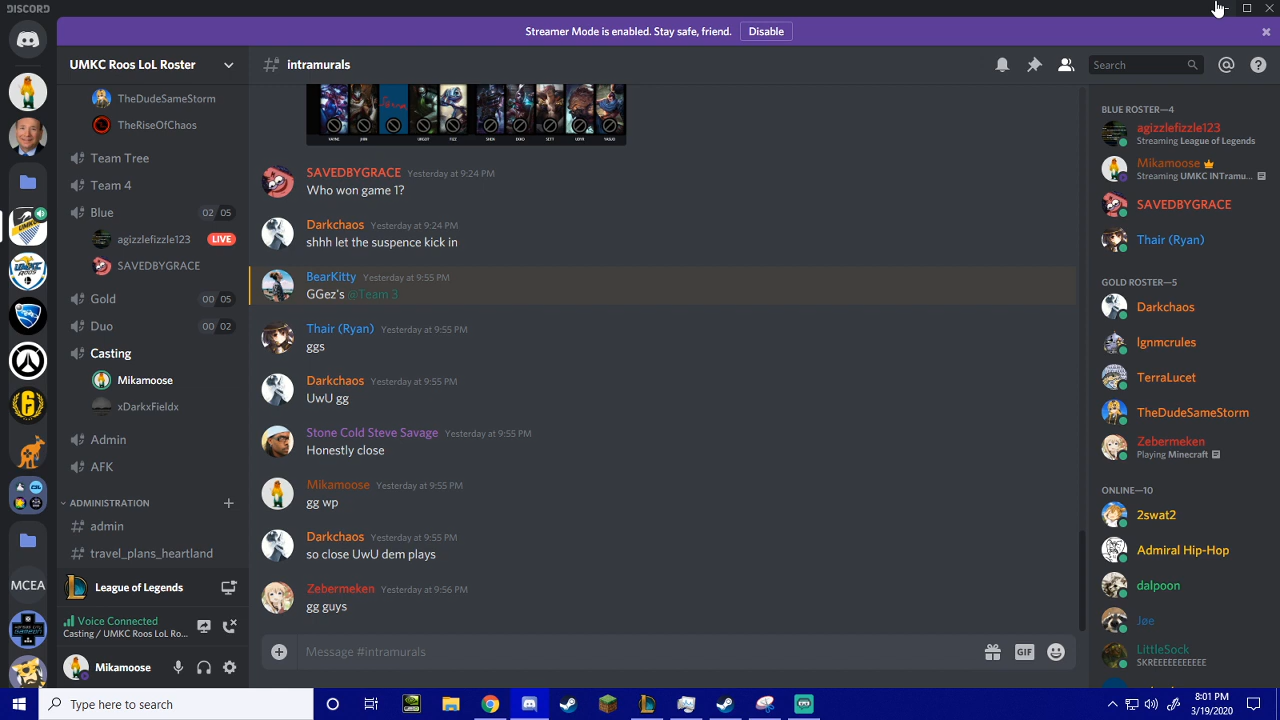 DISCORD
Streamer Mode is enabled. Stay safe, friend. Disable
UMKC Roos LoL Roster
intramurals
Search
TheDudeSameStorm
TheRiseOfChaos
Team Tree
Team 4
Blue 02 05
agizzlefizzle123 LIVE
SAVEDBYGRACE
Gold 00 05
Duo 00 02
Casting
Mikamoose
xDarkxFieldx
Admin
AFK
ADMINISTRATION
admin
travel_plans_heartland
League of Legends
Voice Connected
Casting / UMKC Roos LoL Ro...
Mikamoose
MCEA
SAVEDBYGRACE Yesterday at 9:24 PM
Who won game 1?
Darkchaos Yesterday at 9:24 PM
shhh let the suspence kick in
BearKitty Yesterday at 9:55 PM
GGez's @Team 3
Thair (Ryan) Yesterday at 9:55 PM
ggs
Darkchaos Yesterday at 9:55 PM
UwU gg
Stone Cold Steve Savage Yesterday at 9:55 PM
Honestly close
Mikamoose Yesterday at 9:55 PM
gg wp
Darkchaos Yesterday at 9:55 PM
so close UwU dem plays
Zebermeken Yesterday at 9:56 PM
gg guys
Message #intramurals
GIF
BLUE ROSTER—4
agizzlefizzle123
Streaming League of Legends
Mikamoose
Streaming UMKC INTramu...
SAVEDBYGRACE
Thair (Ryan)
GOLD ROSTER—5
Darkchaos
Ignmcrules
TerraLucet
TheDudeSameStorm
Zebermeken
Playing Minecraft
ONLINE—10
2swat2
Admiral Hip-Hop
dalpoon
Jøe
LittleSock
SKREEEEEEEEEEE
Type here to search
8:01 PM
3/19/2020